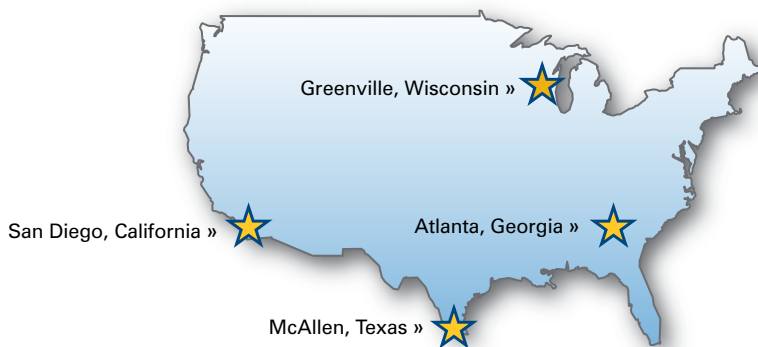 Greenville, Wisconsin »
San Diego, California »
Atlanta, Georgia »
McAllen, Texas »